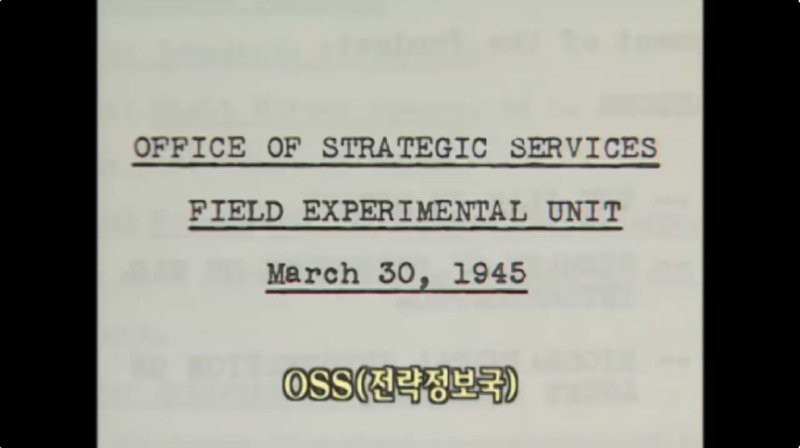 OFFICE OF STRATEGIC SERVICES
FIELD EXPERIMENTAL UNIT
March 30, 1945
OSS(전략정보국)